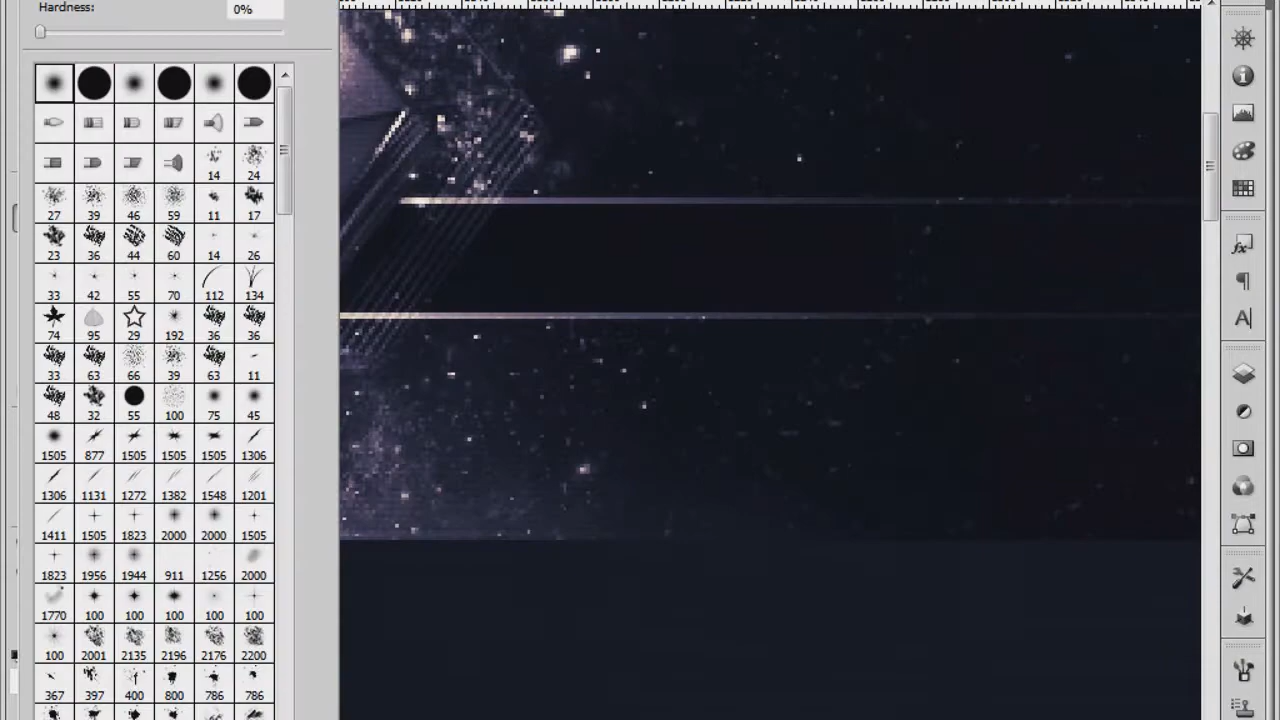 Hardness:
0%
14 24
27 39 46 59 11 17
23 36 44 60 14 26
33 42 55 70 112 134
74 95 29 192 36 36
33 63 66 39 63 11
48 32 55 100 75 45
1505 877 1505 1505 1505 1306
1306 1131 1272 1382 1548 1201
1411 1505 1823 2000 2000 1505
1823 1956 1944 911 1256 2000
1770 100 100 100 100 100
100 2001 2135 2196 2176 2200
367 397 400 800 786 786